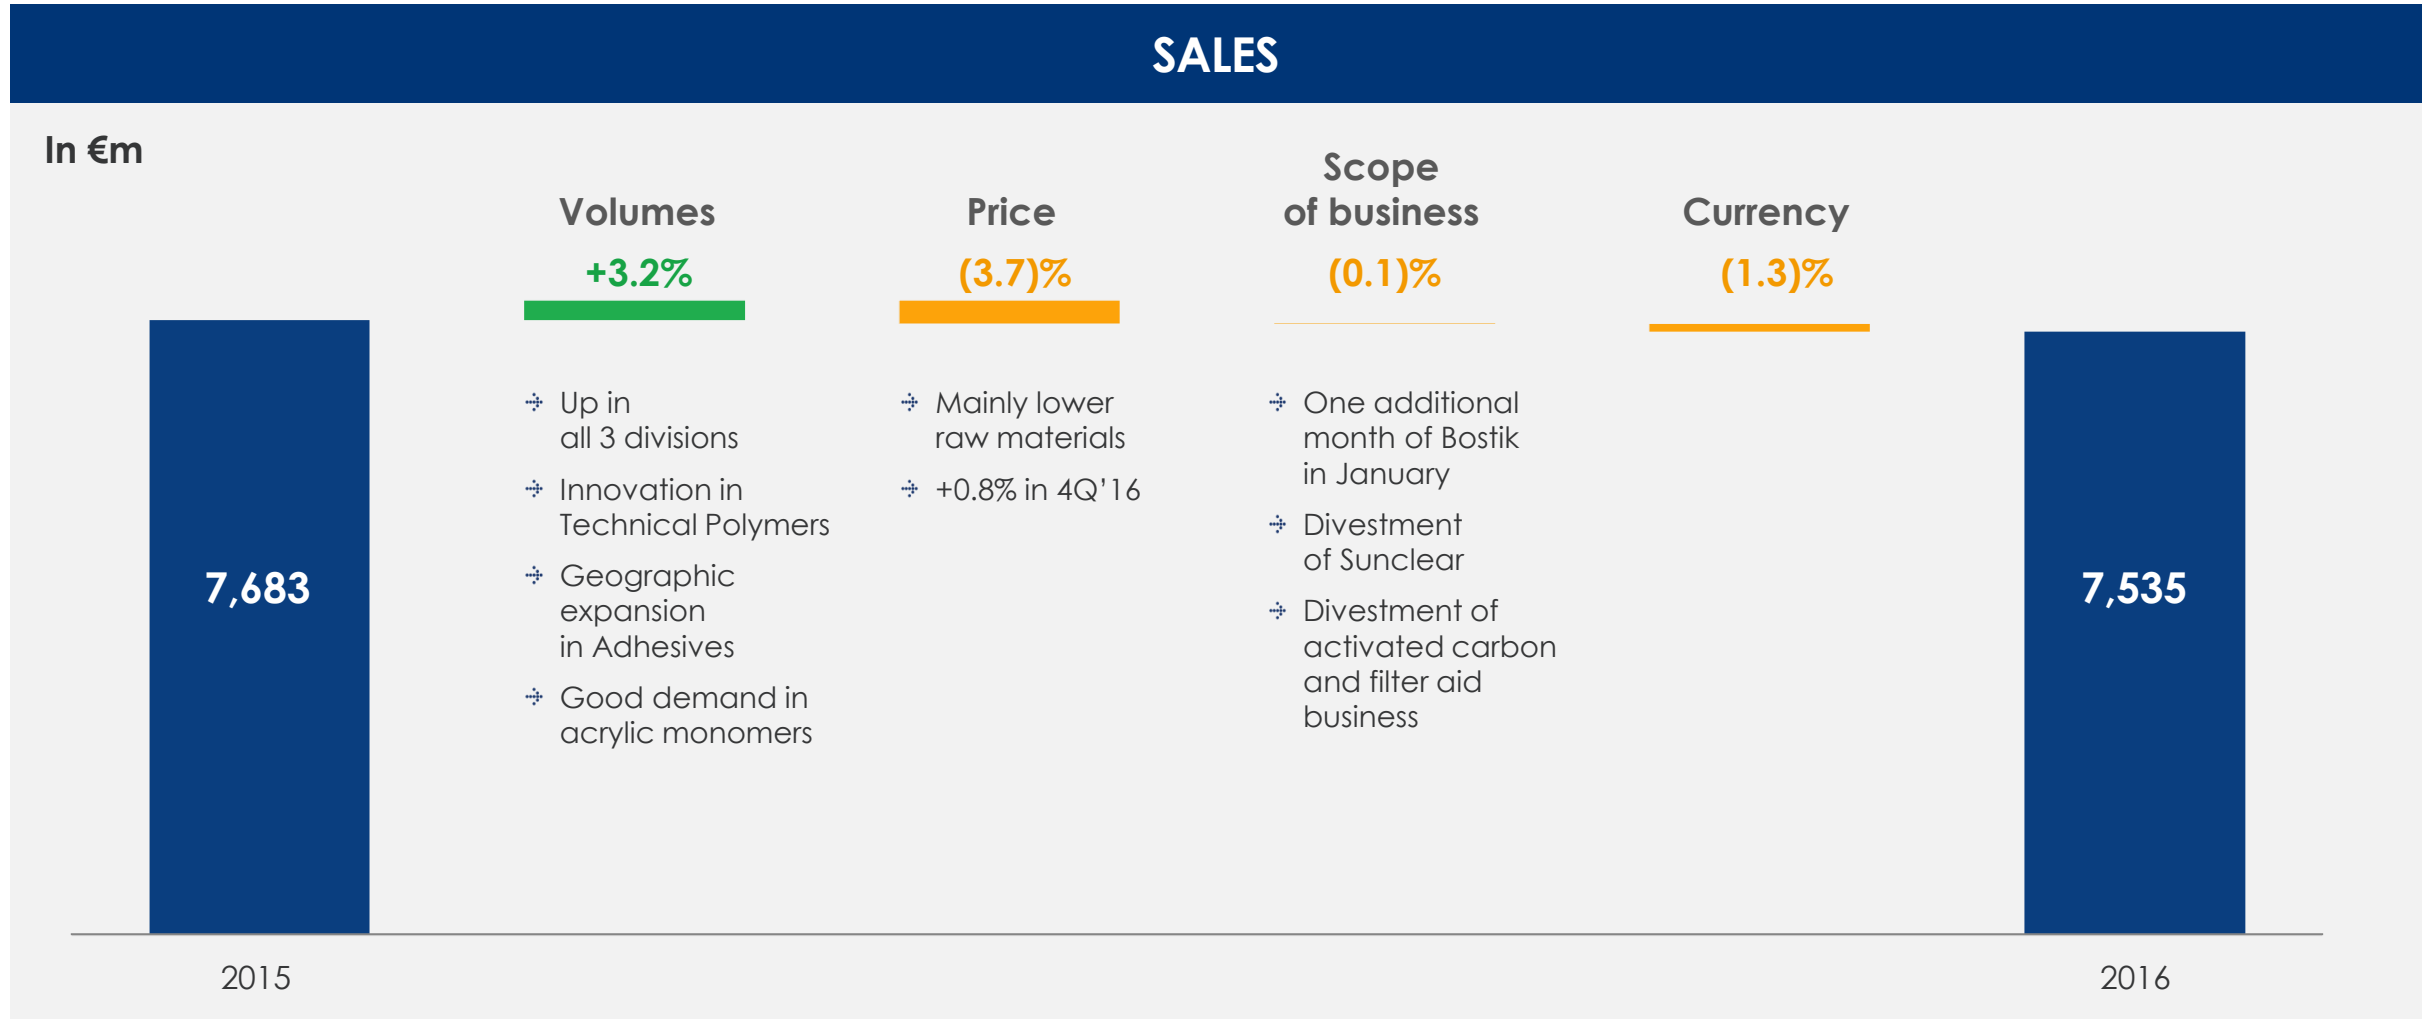 SALES
In €m
Volumes
+3.2%
Price
(3.7)%
Scope
of business
(0.1)%
Currency
(1.3)%
7,683
2015
Up in
all 3 divisions
Innovation in
Technical Polymers
Geographic
expansion
in Adhesives
Good demand in
acrylic monomers
Mainly lower
raw materials
+0.8% in 4Q’16
One additional
month of Bostik
in January
Divestment
of Sunclear
Divestment of
activated carbon
and filter aid
business
7,535
2016